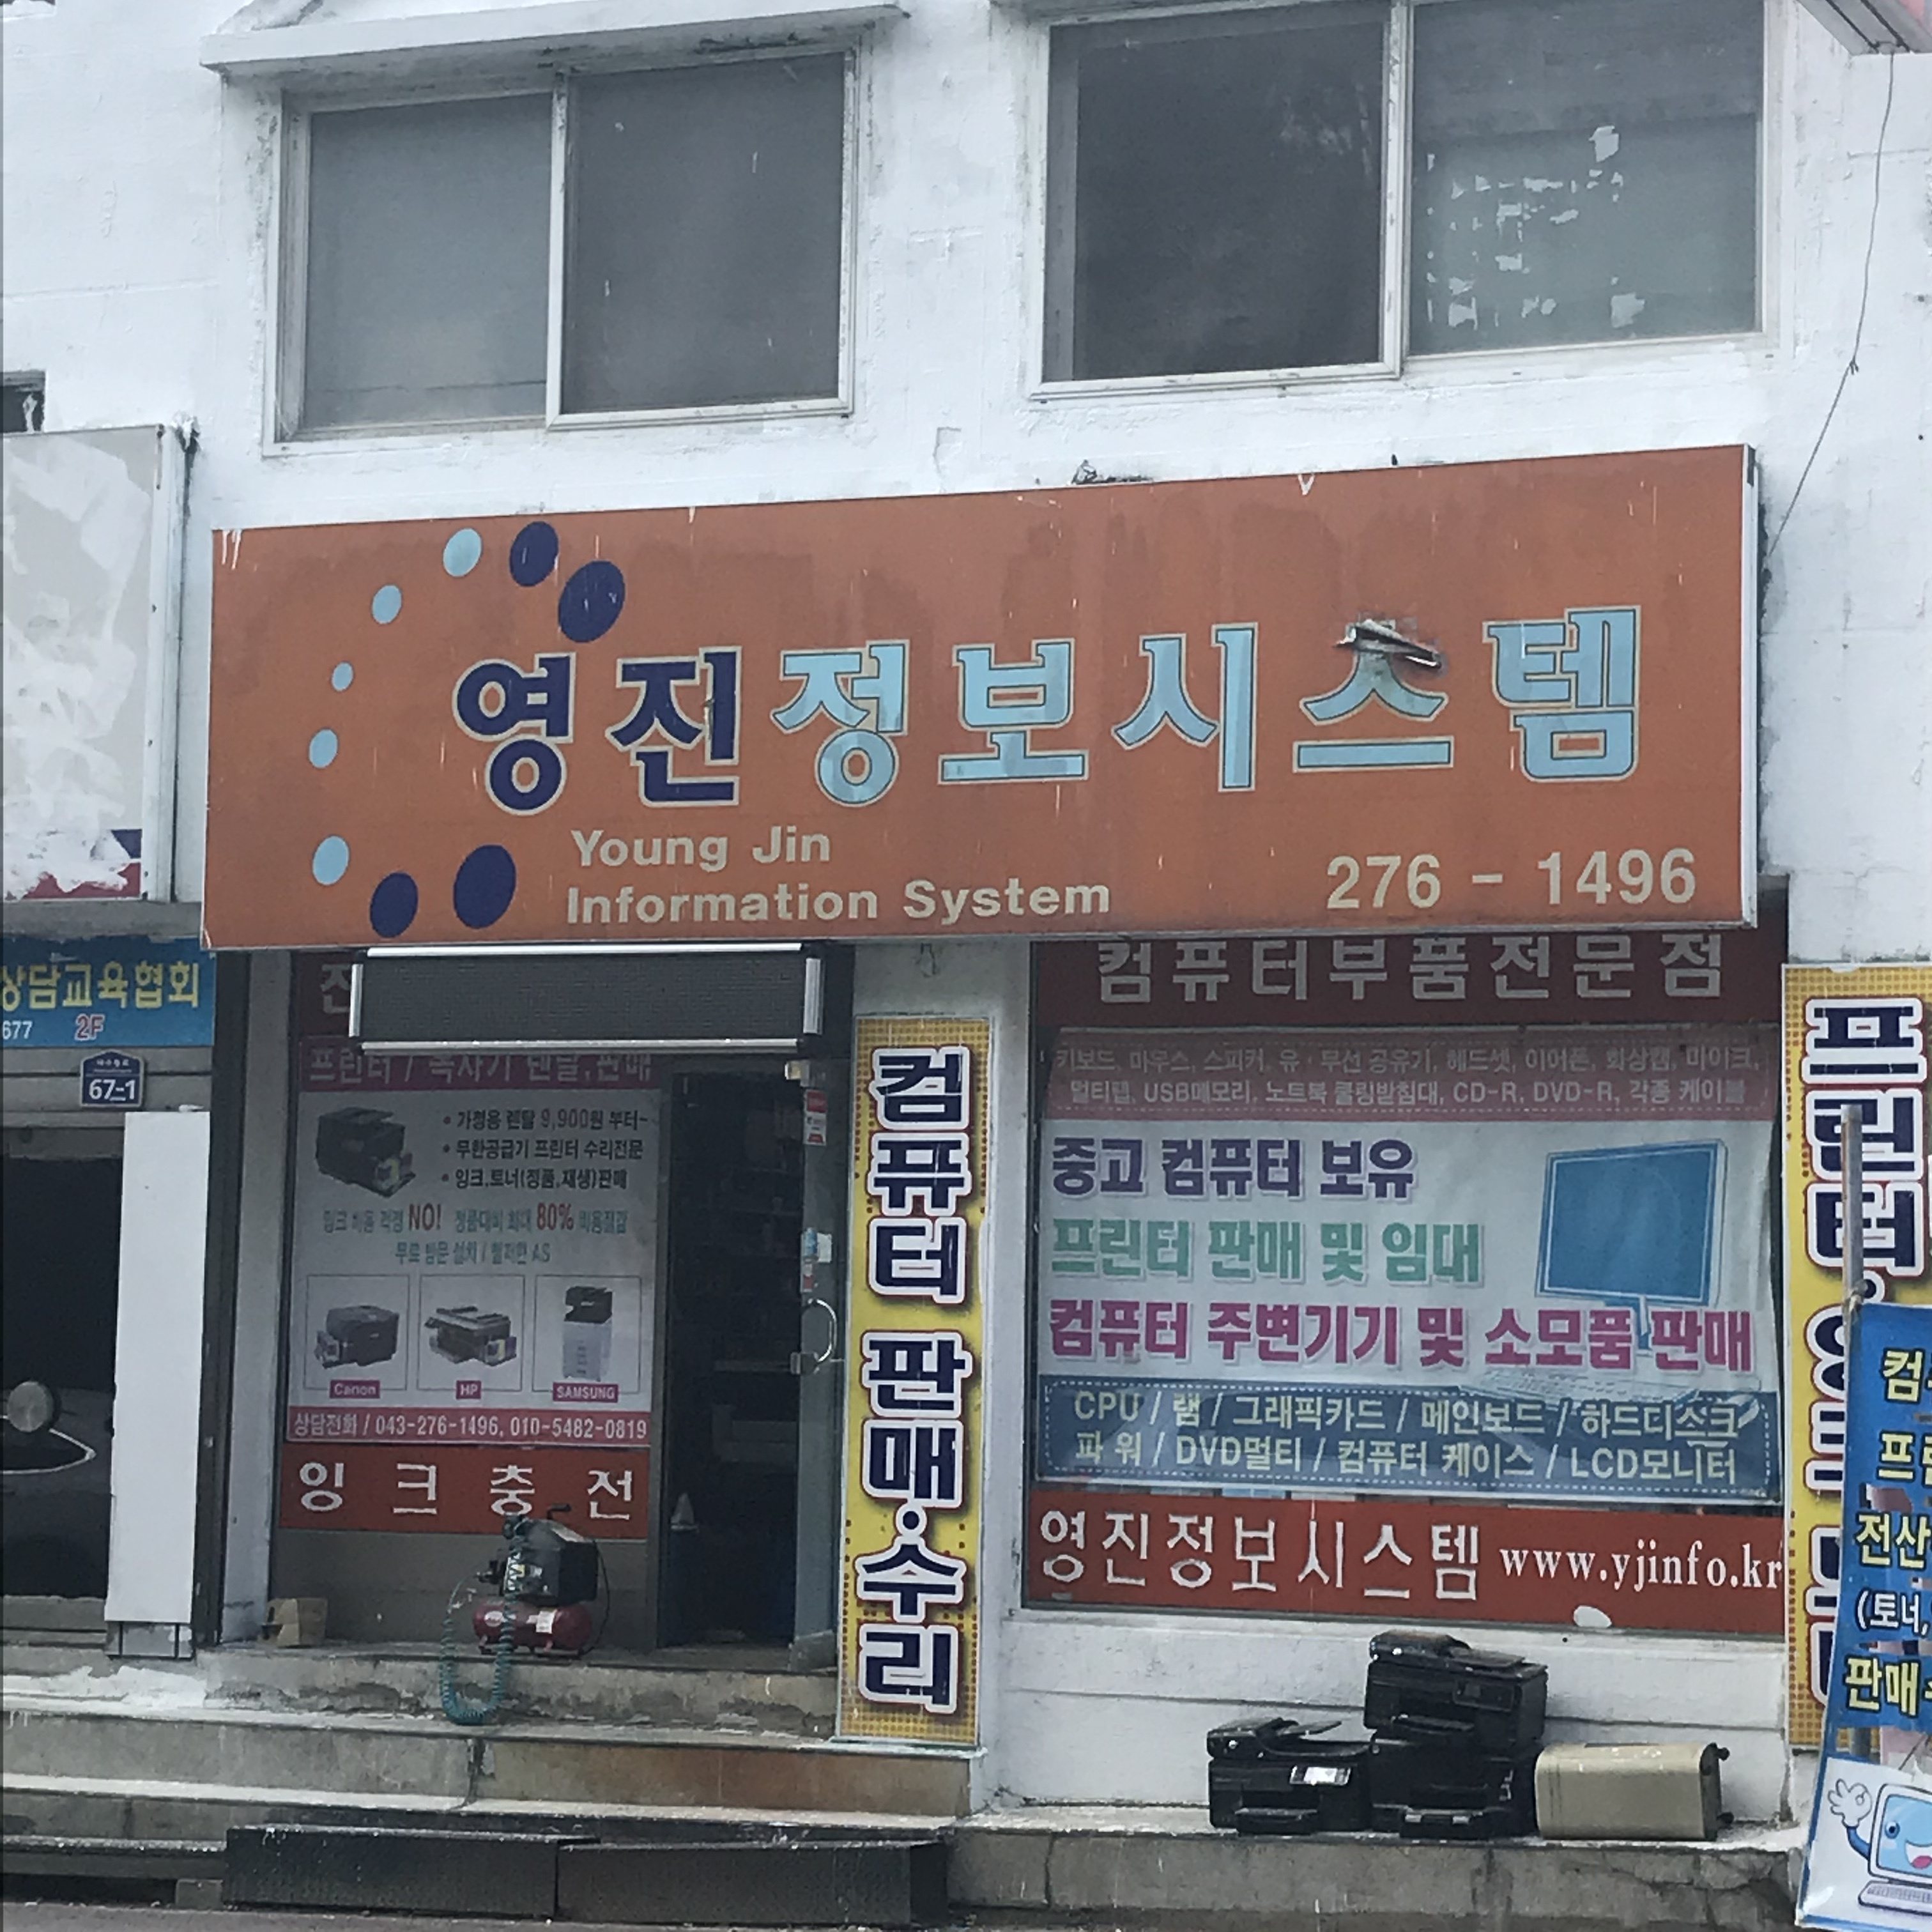 영진정보시스템
Young Jin
Information System
276 - 1496
상담교육협회
677 2F
67-1
전
프린터 / 복사기 렌탈,판매
• 가정용 렌탈 9,900원 부터~
• 무한공급기 프린터 수리전문
• 잉크,토너(정품,재생)판매
잉크 비용 걱정 NO! 정품대비 최대 80% 비용절감
무료 방문 설치 / AS
Canon
HP
SAMSUNG
상담전화 / 043-276-1496, 010-5482-0819
잉크충전
컴퓨터 판매•수리
컴퓨터부품전문점
키보드, 마우스, 스피커, 유·무선 공유기, 헤드셋, 이어폰, 화상캠, 마이크,
멀티탭, USB메모리, 노트북 쿨링받침대, CD-R, DVD-R, 각종 케이블
중고 컴퓨터 보유
프린터 판매 및 임대
컴퓨터 주변기기 및 소모품 판매
CPU / 램 / 그래픽카드 / 메인보드 / 하드디스크
파 워 / DVD멀티 / 컴퓨터 케이스 / LCD모니터
영진정보시스템 www.yjinfo.kr
프린터•
컴
프
전산
(토너,
판매